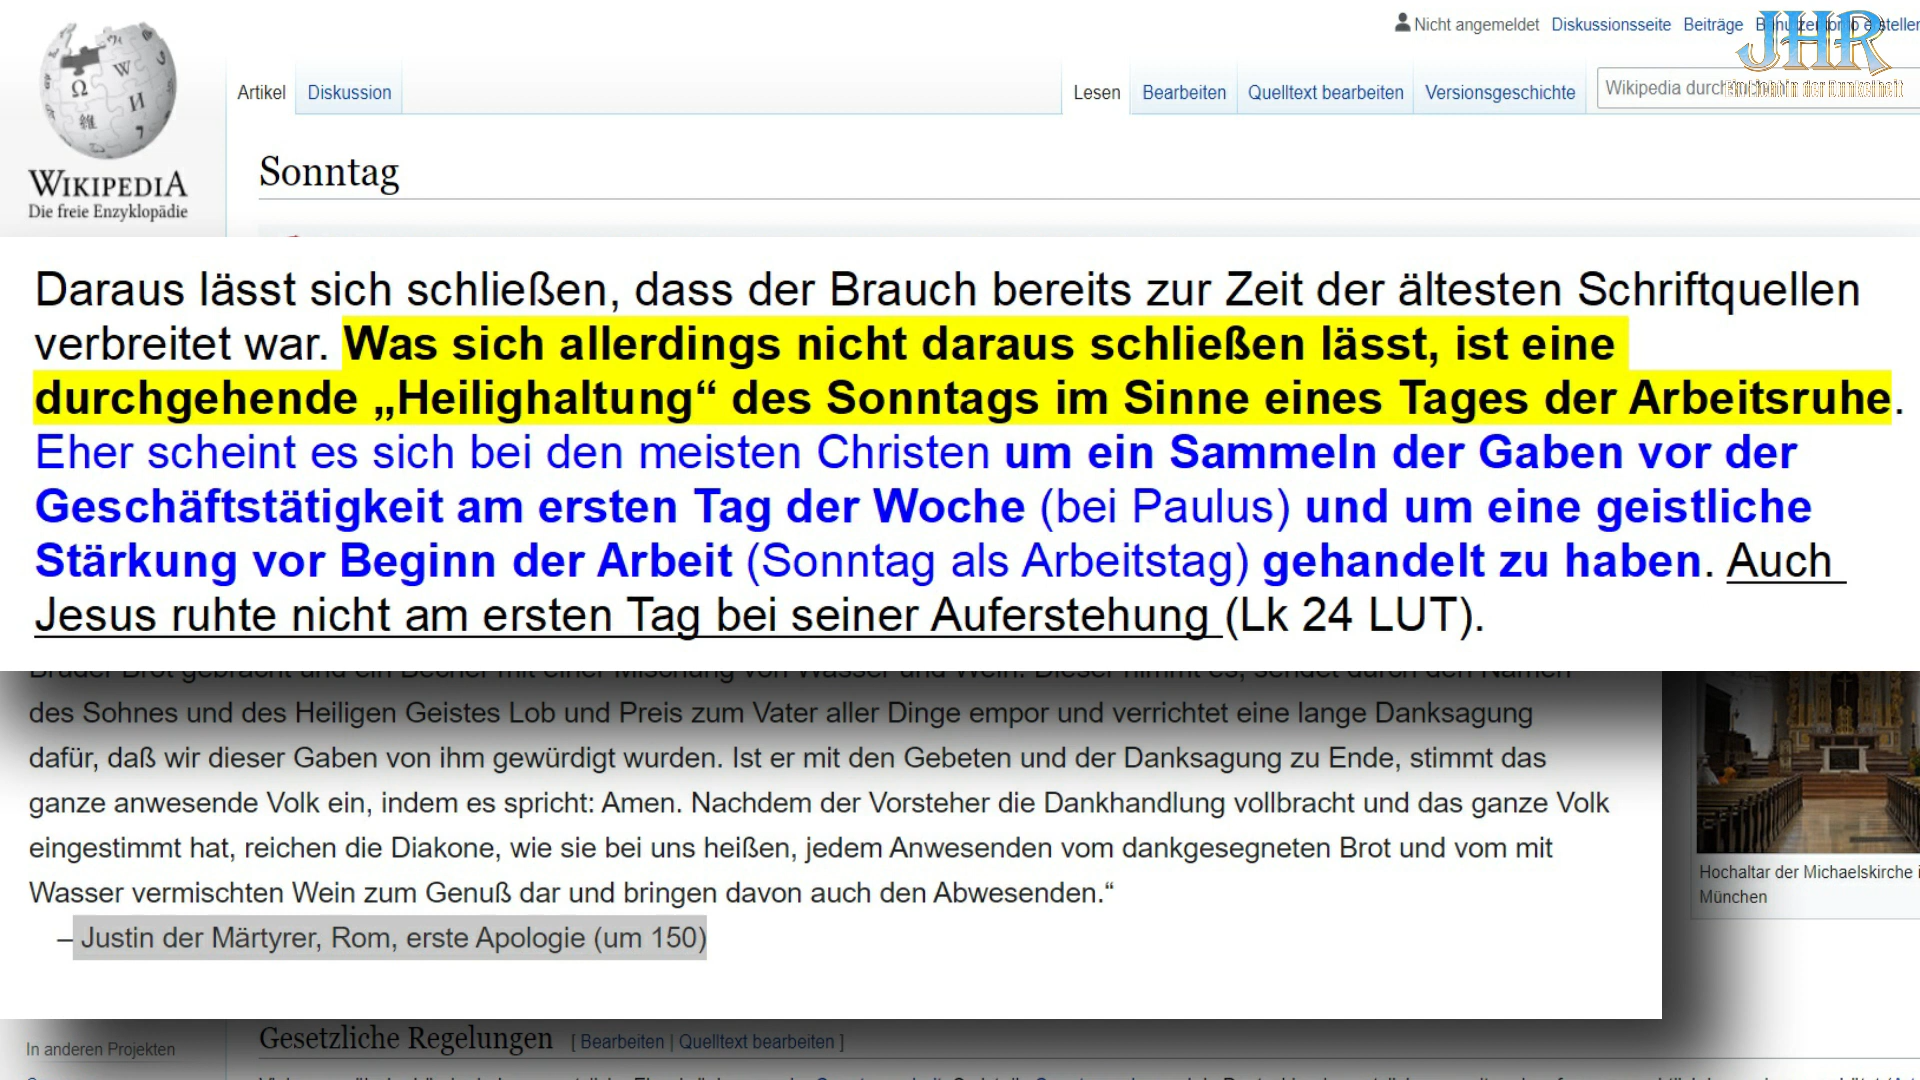 Nicht angemeldet Diskussionsseite Beiträge
JHR
Artikel Diskussion Lesen Bearbeiten Quelltext bearbeiten Versionsgeschichte Wikipedia
WIKIPEDIA
Die freie Enzyklopädie
Sonntag
Daraus lässt sich schließen, dass der Brauch bereits zur Zeit der ältesten Schriftquellen
verbreitet war. Was sich allerdings nicht daraus schließen lässt, ist eine
durchgehende „Heilighaltung“ des Sonntags im Sinne eines Tages der Arbeitsruhe.
Eher scheint es sich bei den meisten Christen um ein Sammeln der Gaben vor der
Geschäftstätigkeit am ersten Tag der Woche (bei Paulus) und um eine geistliche
Stärkung vor Beginn der Arbeit (Sonntag als Arbeitstag) gehandelt zu haben. Auch
Jesus ruhte nicht am ersten Tag bei seiner Auferstehung (Lk 24 LUT).
des Sohnes und des Heiligen Geistes Lob und Preis zum Vater aller Dinge empor und verrichtet eine lange Danksagung
dafür, daß wir dieser Gaben von ihm gewürdigt wurden. Ist er mit den Gebeten und der Danksagung zu Ende, stimmt das
ganze anwesende Volk ein, indem es spricht: Amen. Nachdem der Vorsteher die Dankhandlung vollbracht und das ganze Volk
eingestimmt hat, reichen die Diakone, wie sie bei uns heißen, jedem Anwesenden vom dankgesegneten Brot und vom mit
Wasser vermischten Wein zum Genuß dar und bringen davon auch den Abwesenden.“
– Justin der Märtyrer, Rom, erste Apologie (um 150)
Hochaltar der Michaelskirche
München
In anderen Projekten
Gesetzliche Regelungen [ Bearbeiten | Quelltext bearbeiten ]